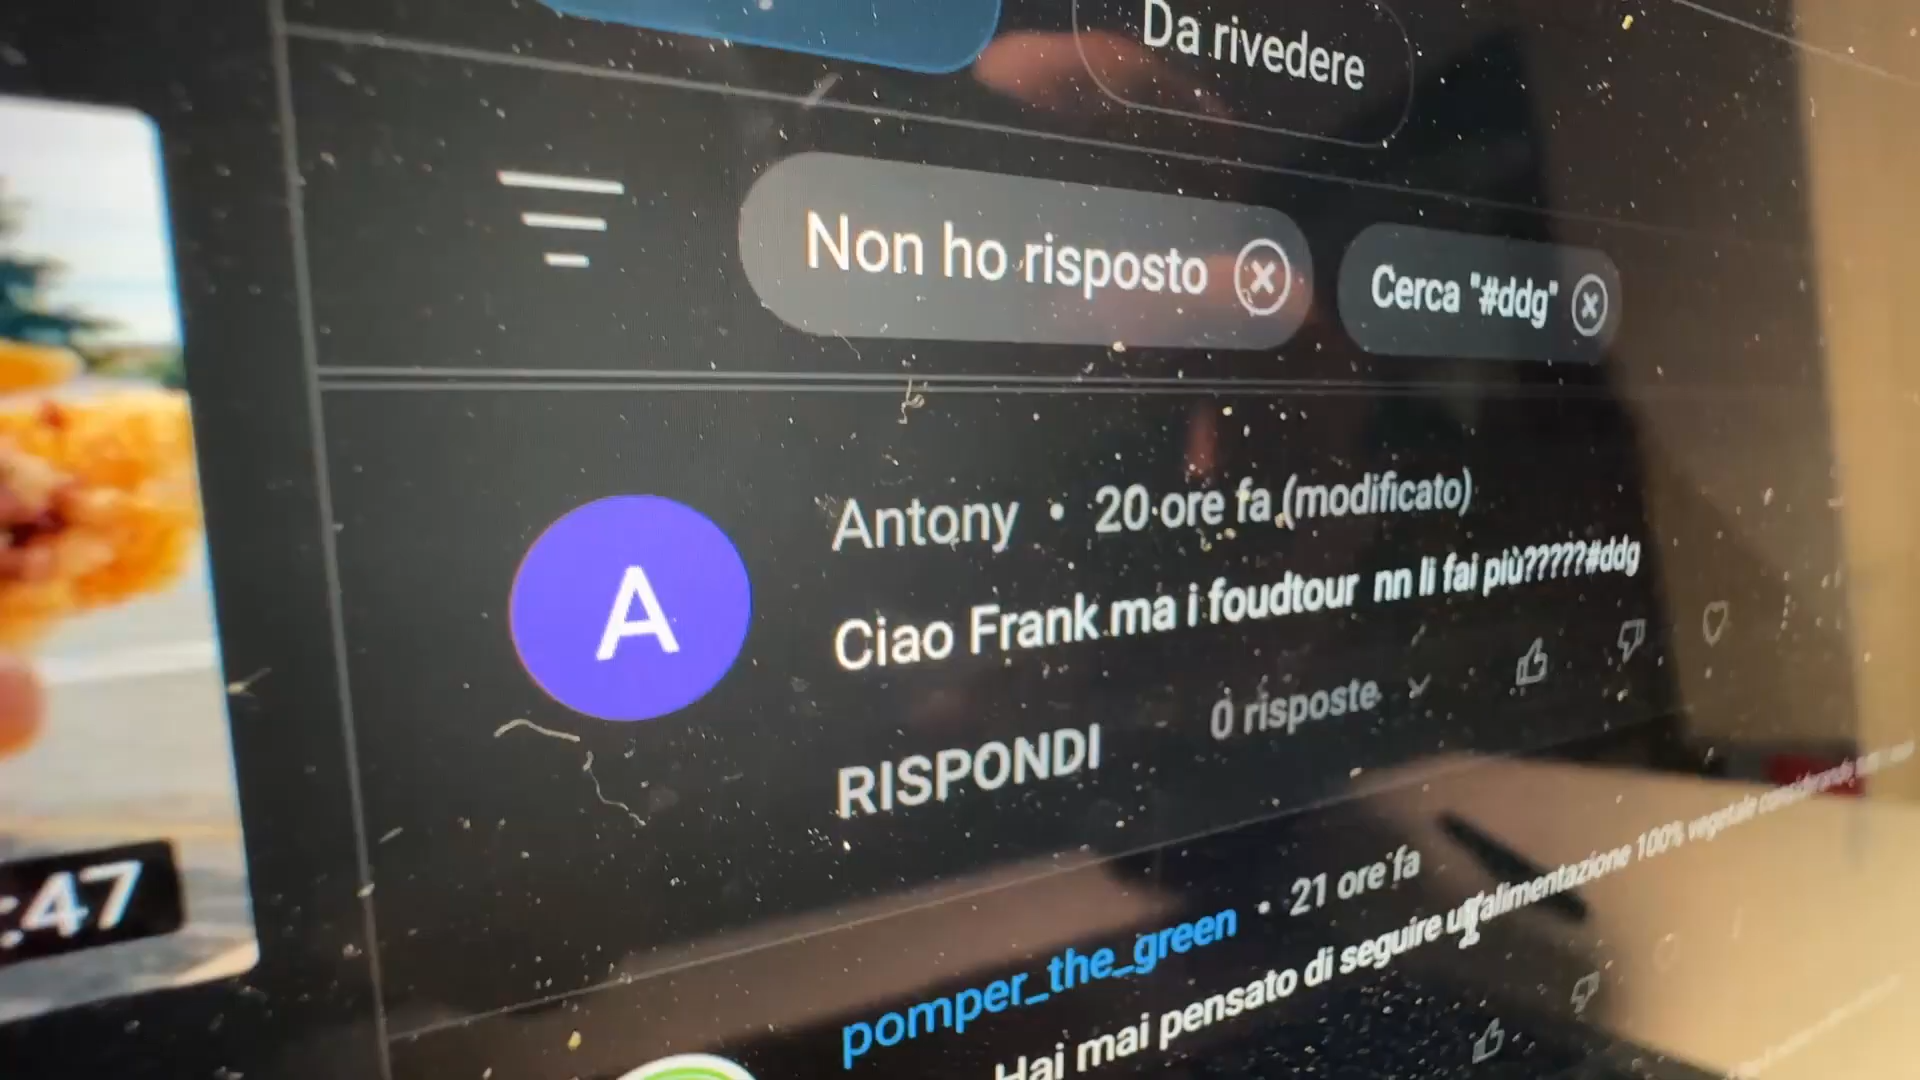 Da rivedere
Non ho risposto
Cerca "#ddg"
Antony • 20 ore fa (modificato)
Ciao Frank ma i foudtour nn li fai più?????#ddg
RISPONDI
0 risposte
:47
A
pomper_the_green • 21 ore fa
Hai mai pensato di seguire un'alimentazione 100% vegetale considerando